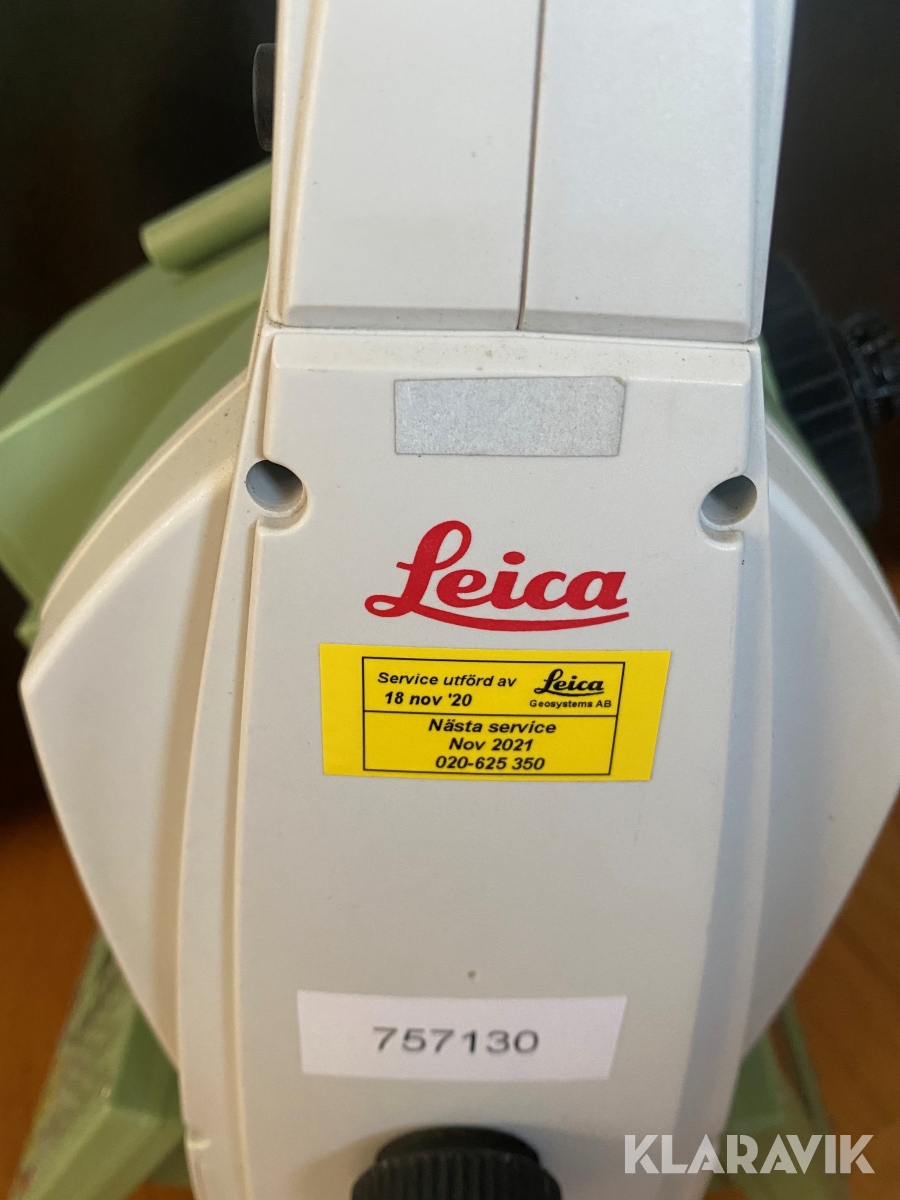 Leica
Service utförd av
18 nov '20
Leica
Geosystems AB
Nästa service
Nov 2021
020-625 350
757130
KLARAVIK